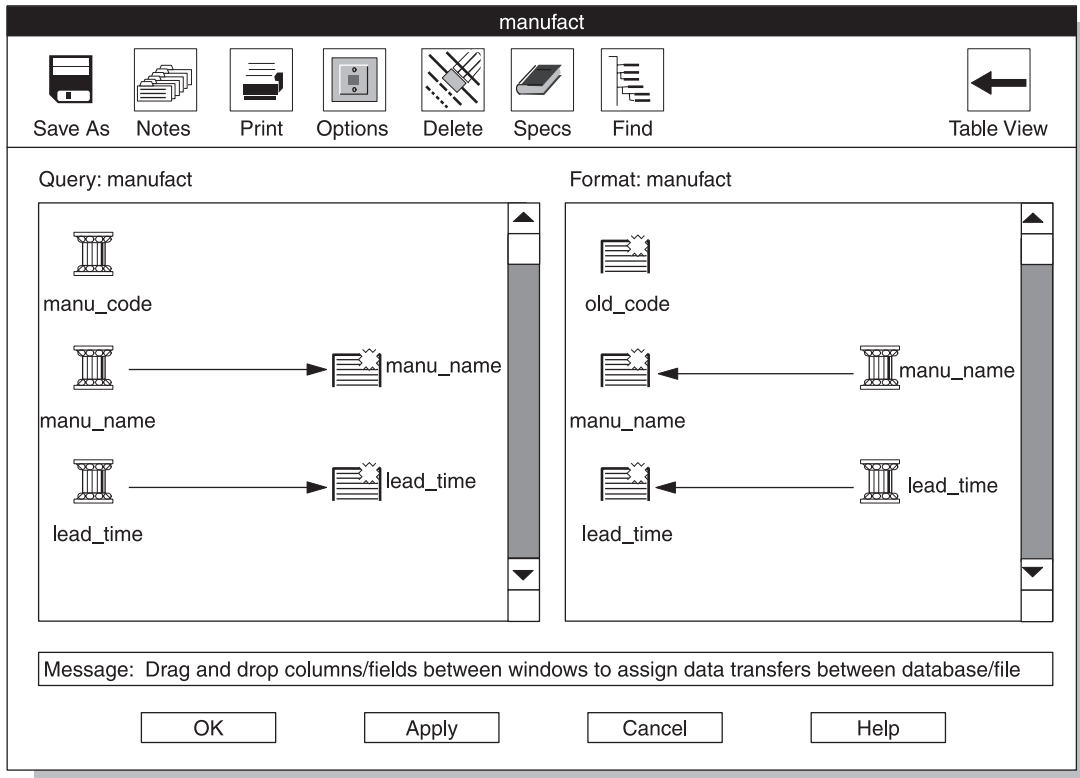 manufact
Save As Notes Print Options Delete Specs Find Table View
Query: manufact
manu_code
manu_name
manu_name
lead_time
lead_time
Format: manufact
old_code
manu_name
manu_name
lead_time
lead_time
Message: Drag and drop columns/fields between windows to assign data transfers between database/file
OK Apply Cancel Help